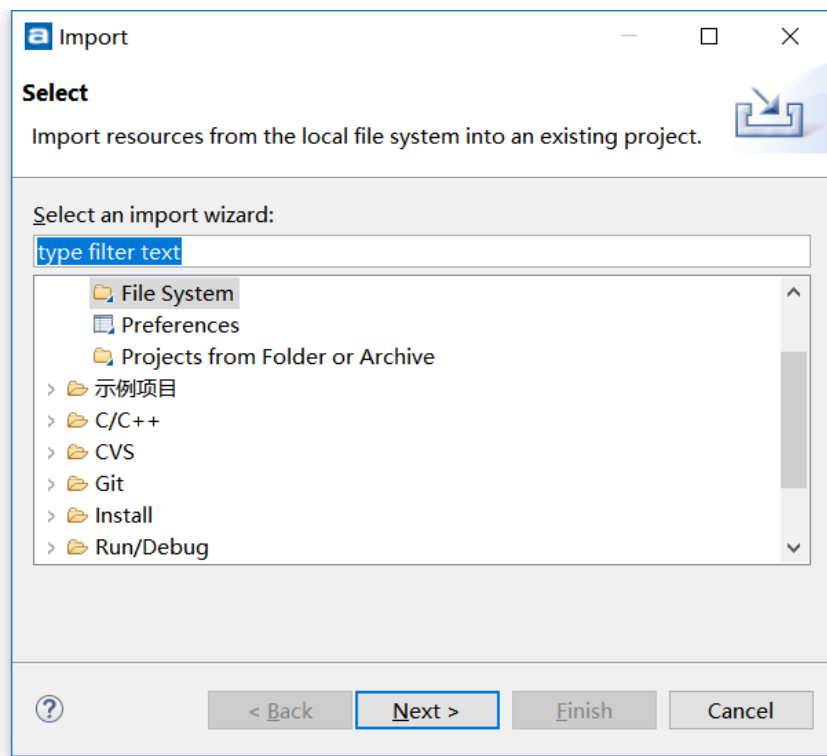 a Import
Select
Import resources from the local file system into an existing project.
Select an import wizard:
type filter text
File System
Preferences
Projects from Folder or Archive
示例项目
C/C++
CVS
Git
Install
Run/Debug
? < Back Next > Finish Cancel